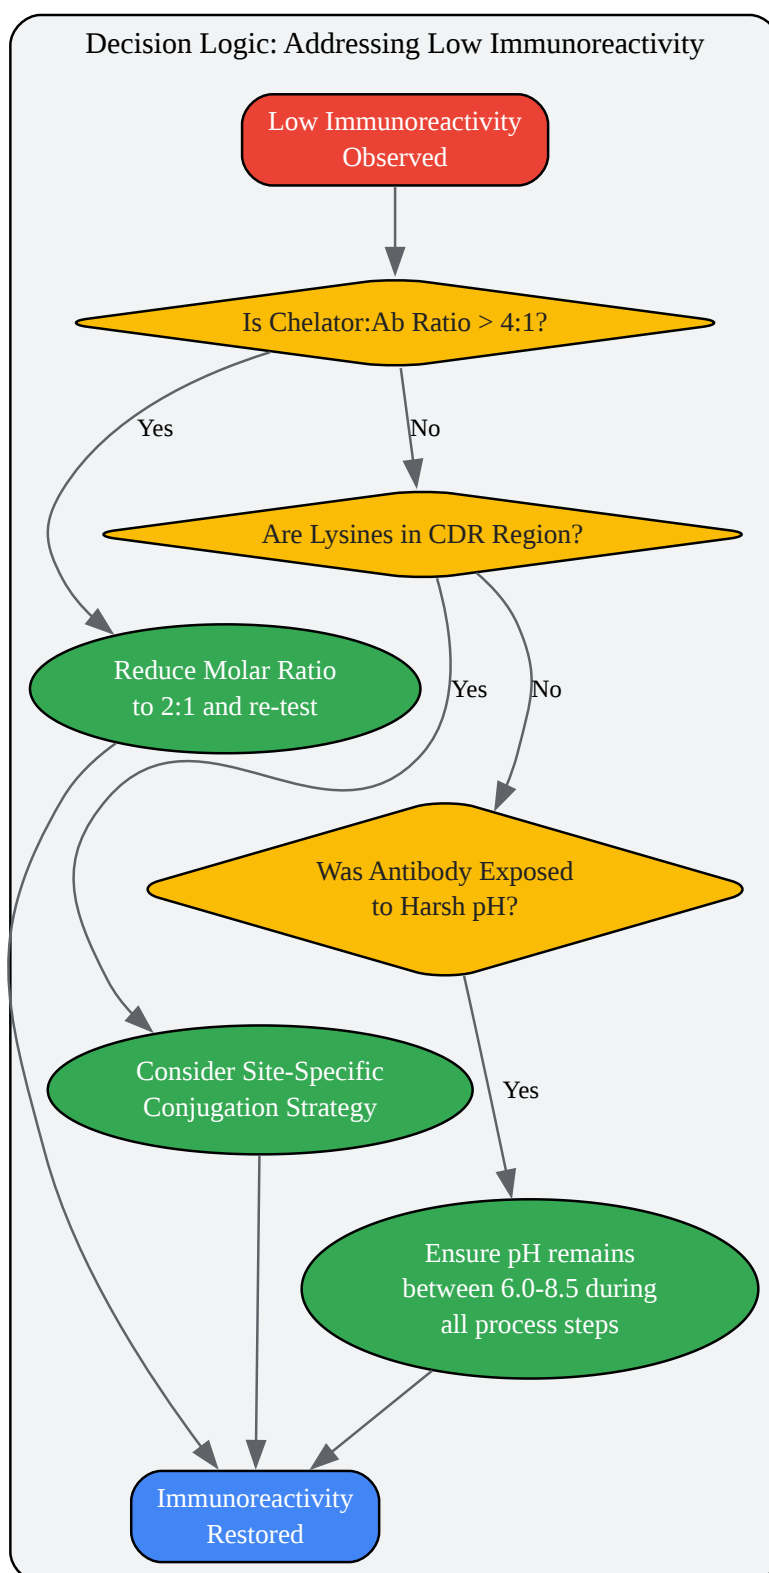 Decision Logic: Addressing Low Immunoreactivity
Low Immunoreactivity
Observed
Is Chelator:Ab Ratio > 4:1?
Yes
No
Are Lysines in CDR Region?
Reduce Molar Ratio
to 2:1 and re-test
Yes
No
Was Antibody Exposed
to Harsh pH?
Consider Site-Specific
Conjugation Strategy
Yes
Ensure pH remains
between 6.0-8.5 during
all process steps
Immunoreactivity
Restored